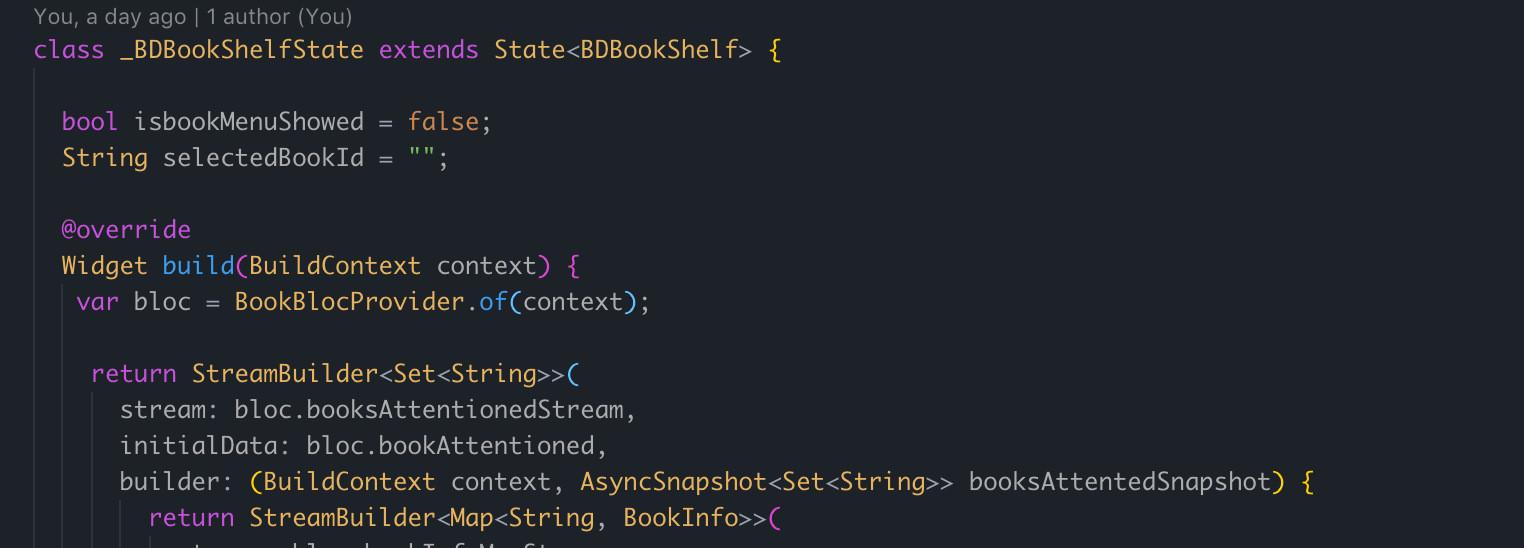 You, a day ago | 1 author (You)
class _BDBookShelfState extends State<BDBookShelf> {
bool isbookMenuShowed = false;
String selectedBookId = "";
@override
Widget build(BuildContext context) {
var bloc = BookBlocProvider.of(context);
return StreamBuilder<Set<String>>(
stream: bloc.booksAttentionedStream,
initialData: bloc.bookAttentioned,
builder: (BuildContext context, AsyncSnapshot<Set<String>> booksAttentedSnapshot) {
return StreamBuilder<Map<String, BookInfo>>(